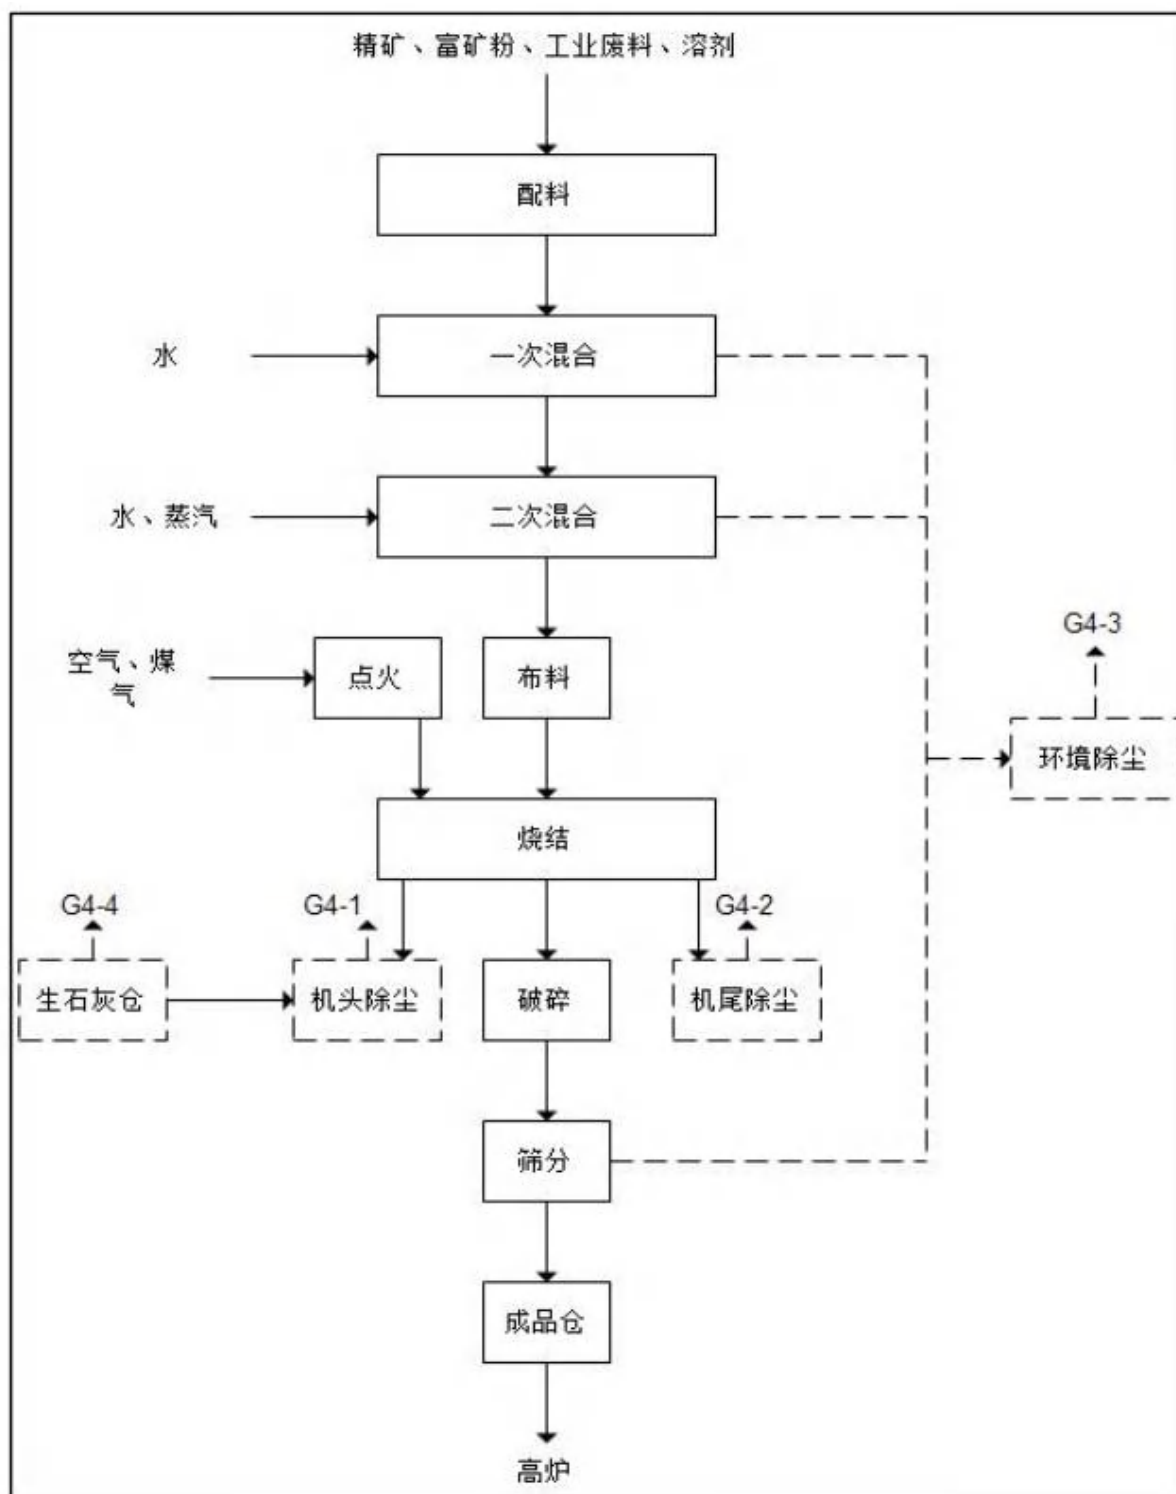 精矿、富矿粉、工业废料、溶剂
配料
水
一次混合
水、蒸汽
二次混合
空气、煤
气
点火
布料
G4-3
环境除尘
烧结
G4-4
G4-1
G4-2
生石灰仓
机头除尘
破碎
机尾除尘
筛分
成品仓
高炉